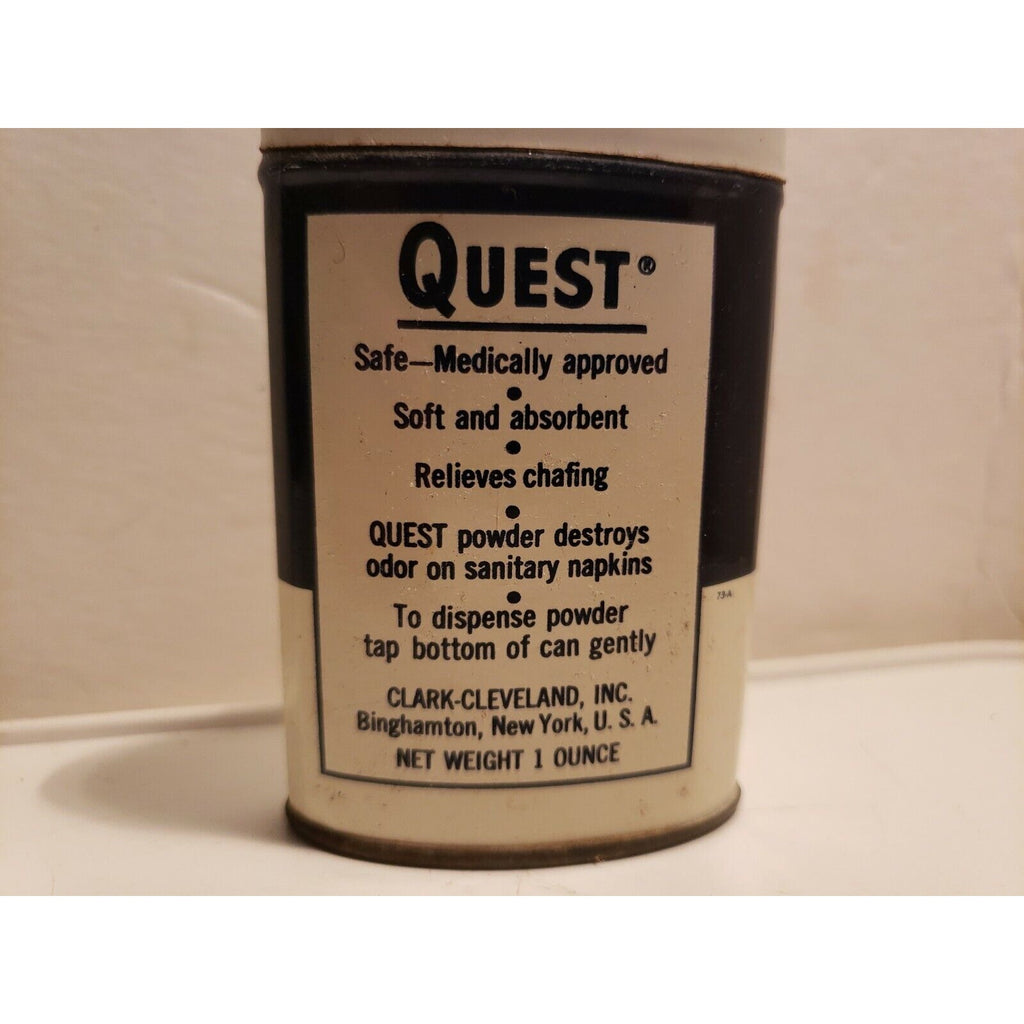 QUEST®
Safe—Medically approved
•
Soft and absorbent
•
Relieves chafing
•
QUEST powder destroys
odor on sanitary napkins
•
To dispense powder
tap bottom of can gently
CLARK-CLEVELAND, INC.
Binghamton, New York, U. S. A.
NET WEIGHT 1 OUNCE
73-A